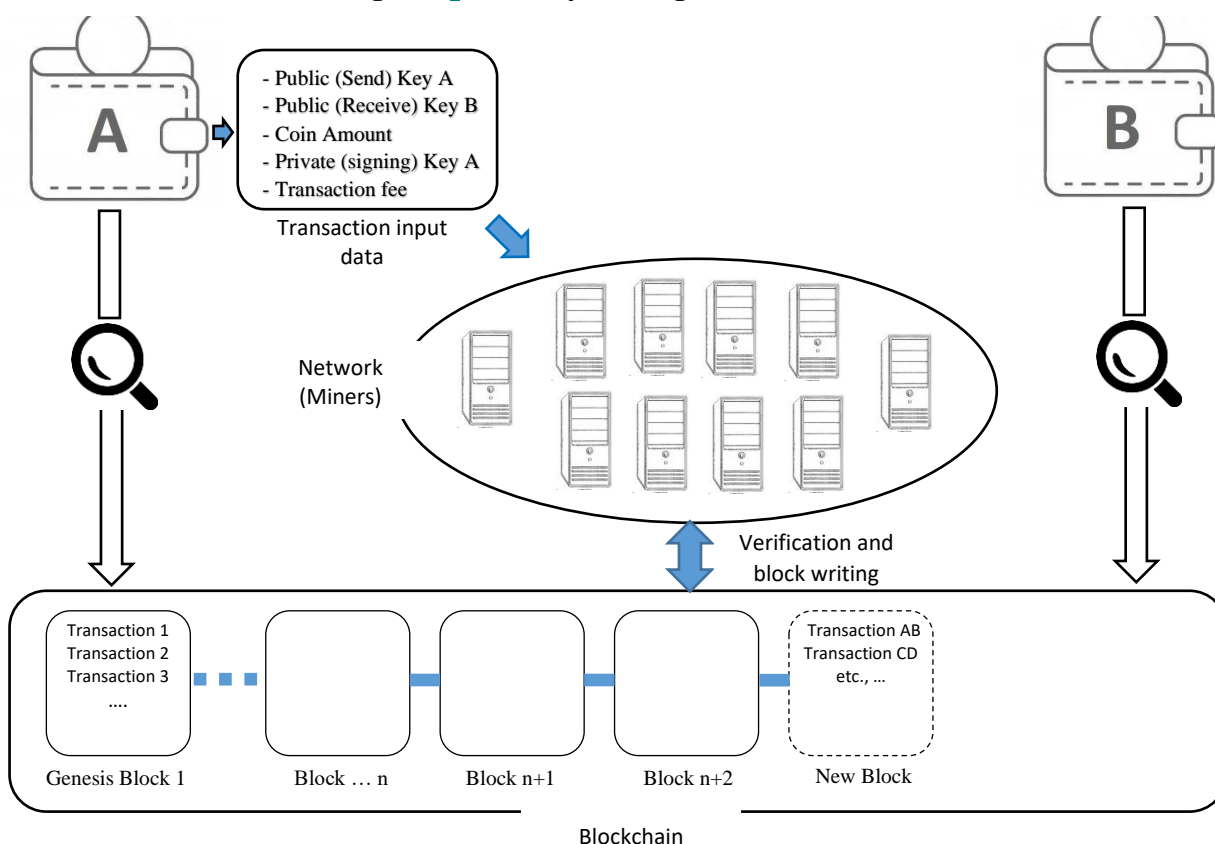 A
- Public (Send) Key A
- Public (Receive) Key B
- Coin Amount
- Private (signing) Key A
- Transaction fee
Transaction input
data
B
Network
(Miners)
Verification and
block writing
Transaction 1
Transaction 2
Transaction 3
....
Genesis Block 1
Block … n
Block n+1
Block n+2
Transaction AB
Transaction CD
etc., …
New Block
Blockchain